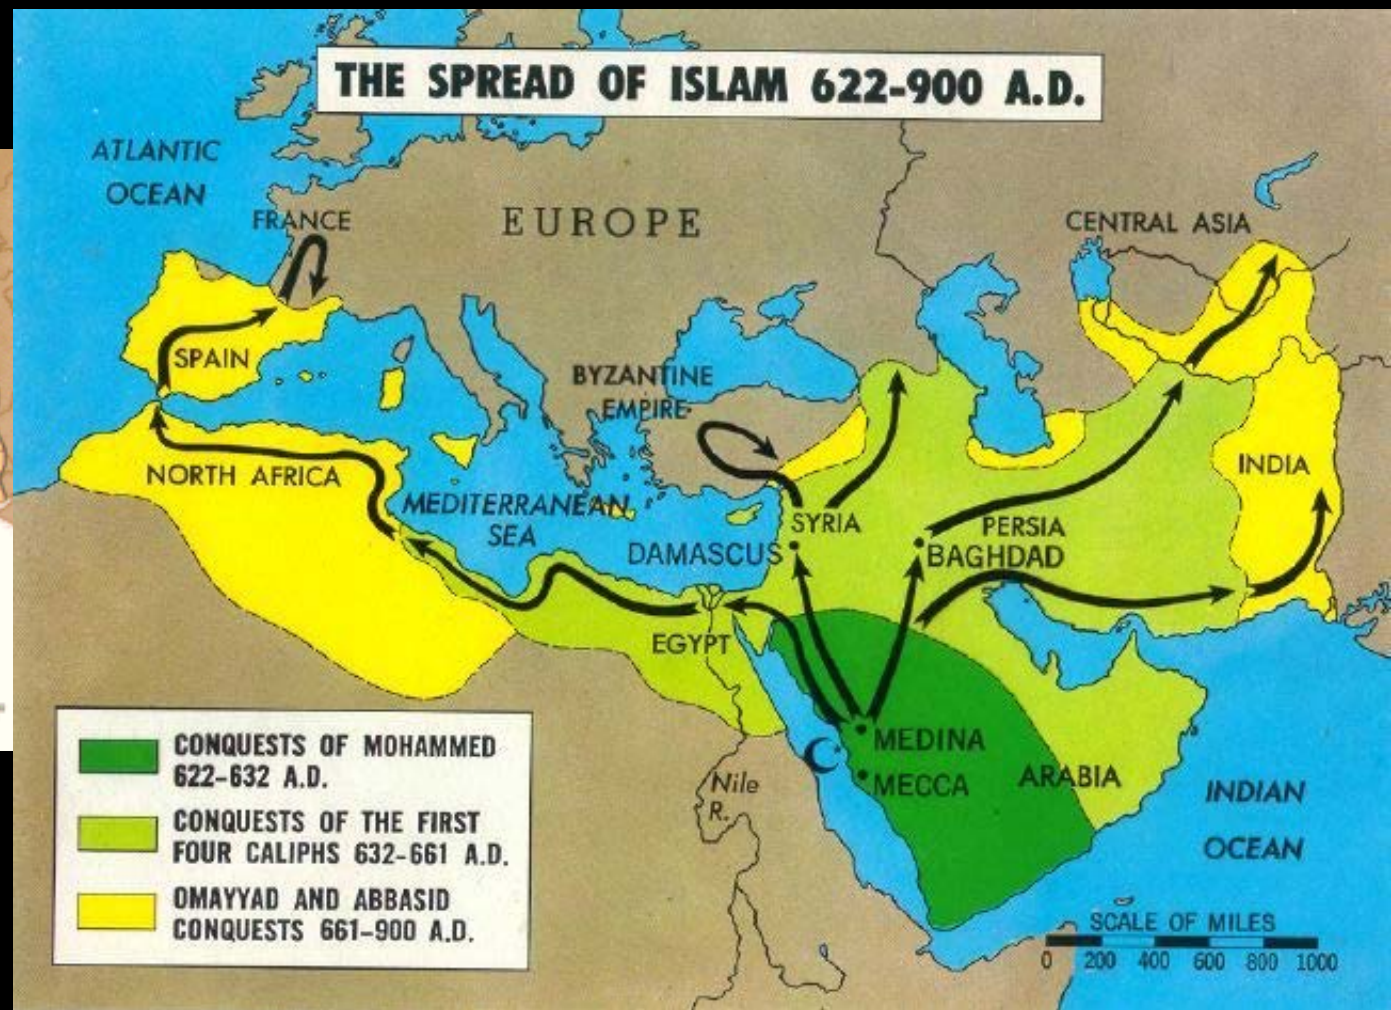 THE SPREAD OF ISLAM 622-900 A.D.
ATLANTIC
OCEAN
FRANCE
EUROPE
CENTRAL ASIA
SPAIN
BYZANTINE
EMPIRE
NORTH AFRICA
MEDITERRANEAN
SEA
SYRIA
DAMASCUS
PERSIA
BAGHDAD
INDIA
EGYPT
MEDINA
MECCA
ARABIA
Nile
R.
INDIAN
OCEAN
CONQUESTS OF MOHAMMED
622-632 A.D.
CONQUESTS OF THE FIRST
FOUR CALIPHS 632-661 A.D.
OMAYYAD AND ABBASID
CONQUESTS 661-900 A.D.
SCALE OF MILES
0 200 400 600 800 1000